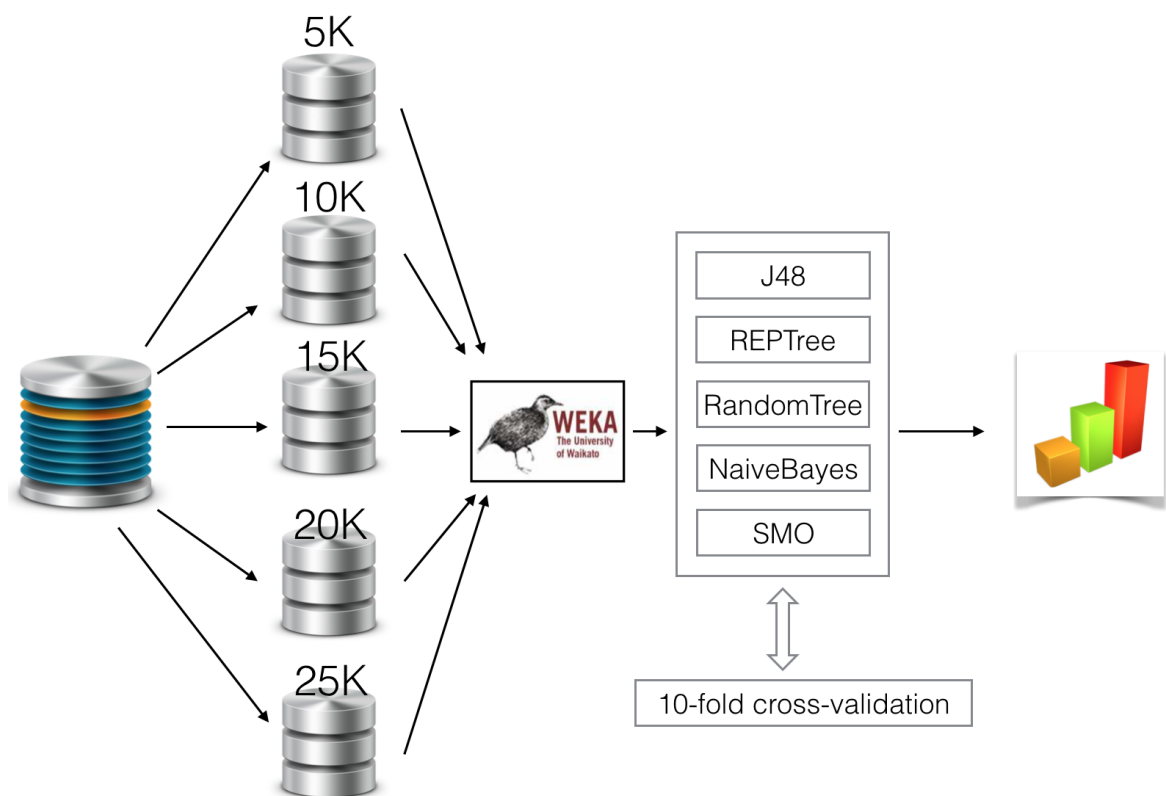 5K
10K
15K
20K
25K
WEKA
The University
of Waikato
J48
REPTree
RandomTree
NaiveBayes
SMO
10-fold cross-validation